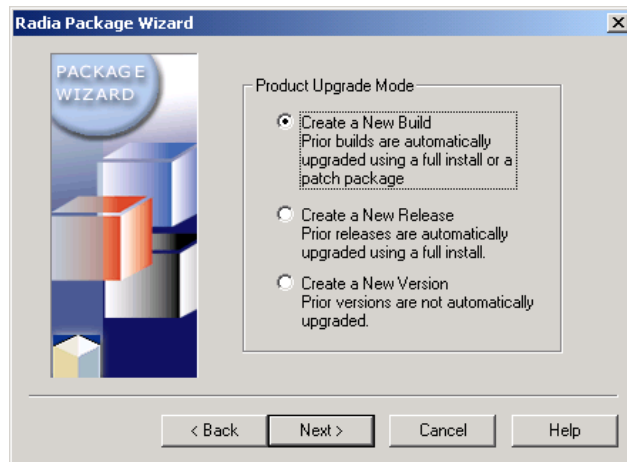 Radia Package Wizard
PACKAGE
WIZARD
Product Upgrade Mode
Create a New Build
Prior builds are automatically
upgraded using a full install or a
patch package
Create a New Release
Prior releases are automatically
upgraded using a full install.
Create a New Version
Prior versions are not automatically
upgraded.
< Back
Next >
Cancel
Help